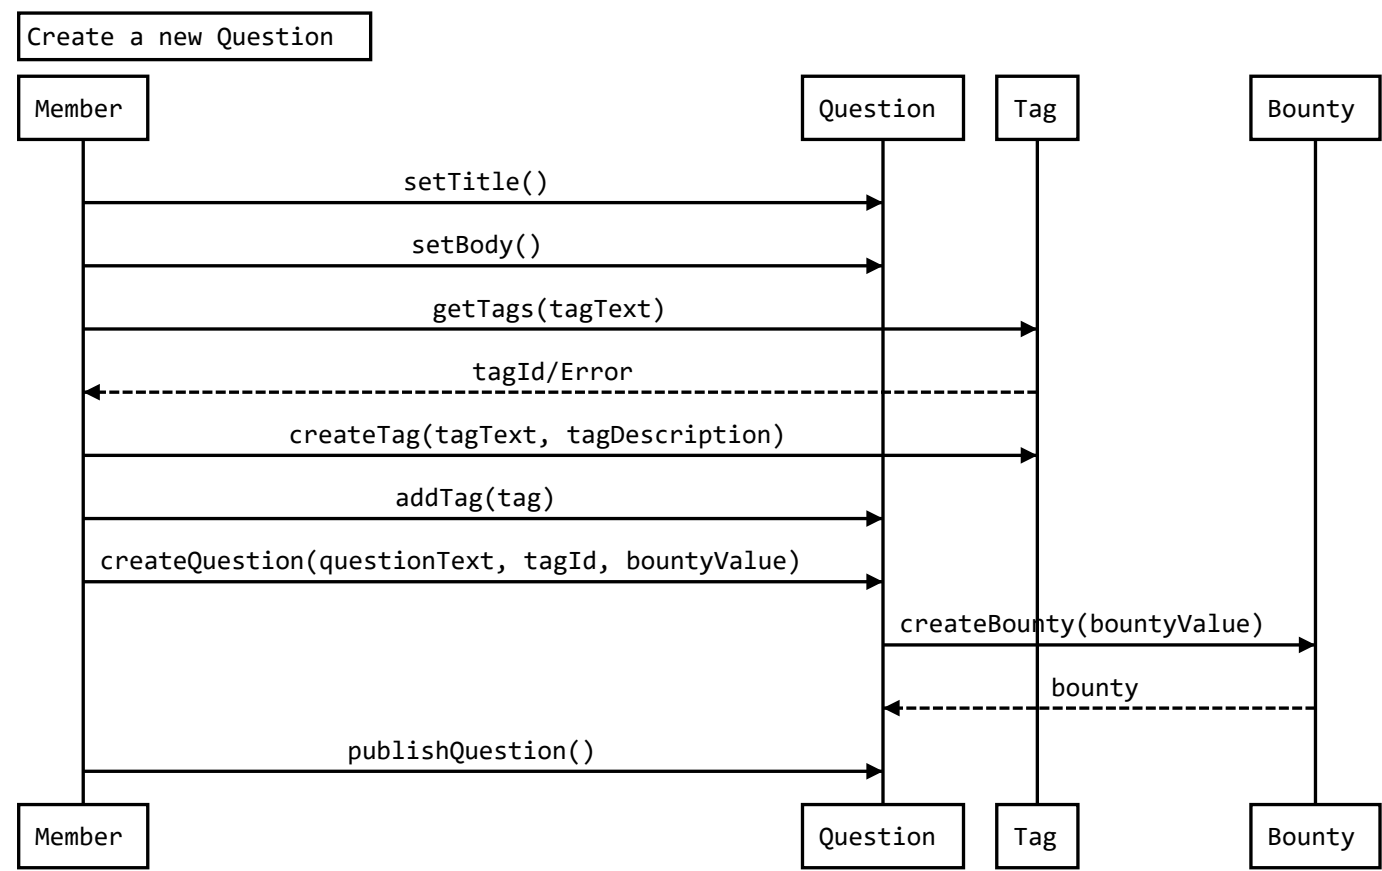 Create a new Question
Member Question Tag Bounty
setTitle()
setBody()
getTags(tagText)
tagId/Error
createTag(tagText, tagDescription)
addTag(tag)
createQuestion(questionText, tagId, bountyValue)
createBounty(bountyValue)
bounty
publishQuestion()
Member Question Tag Bounty